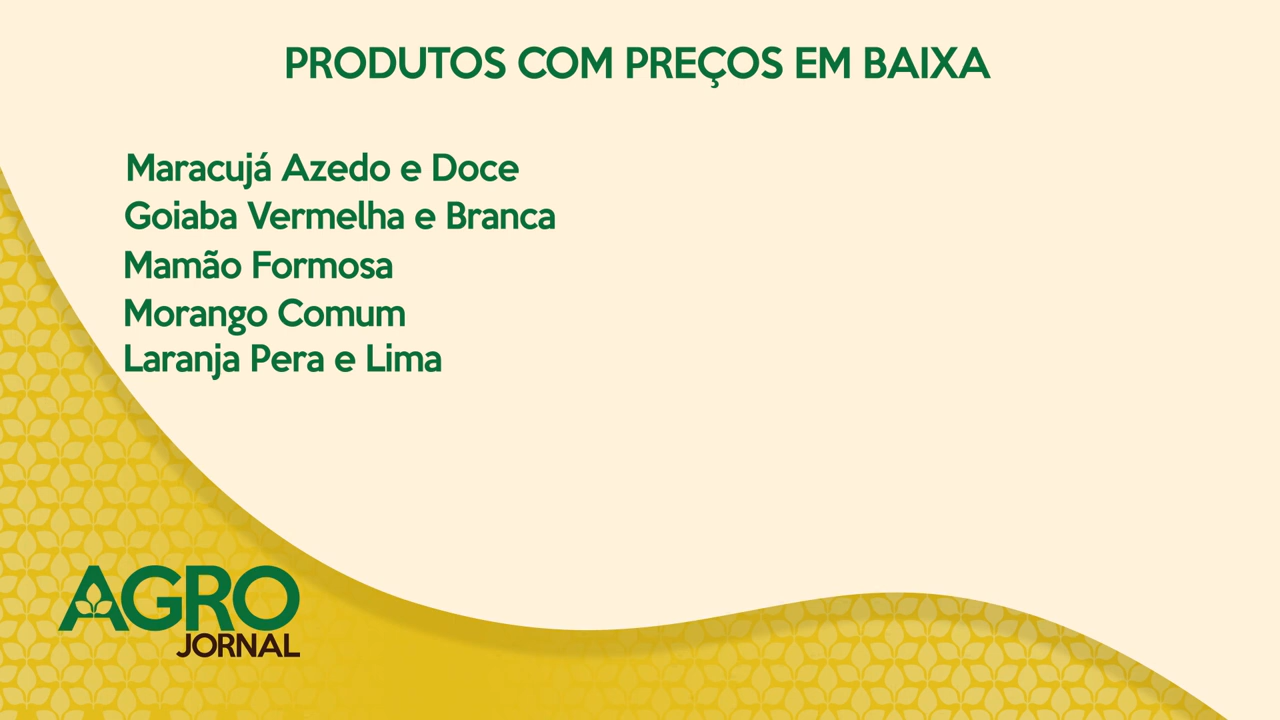 PRODUTOS COM PREÇOS EM BAIXA
Maracujá Azedo e Doce
Goiaba Vermelha e Branca
Mamão Formosa
Morango Comum
Laranja Pera e Lima
AGRO
JORNAL